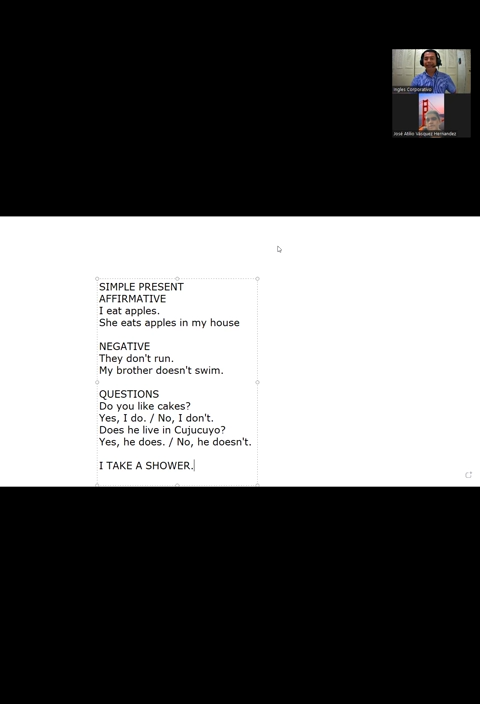 Ingles Corporativo
José Atilio Vásquez Hernandez
SIMPLE PRESENT
AFFIRMATIVE
I eat apples.
She eats apples in my house
NEGATIVE
They don't run.
My brother doesn't swim.
QUESTIONS
Do you like cakes?
Yes, I do. / No, I don't.
Does he live in Cujucuyo?
Yes, he does. / No, he doesn't.
I TAKE A SHOWER.